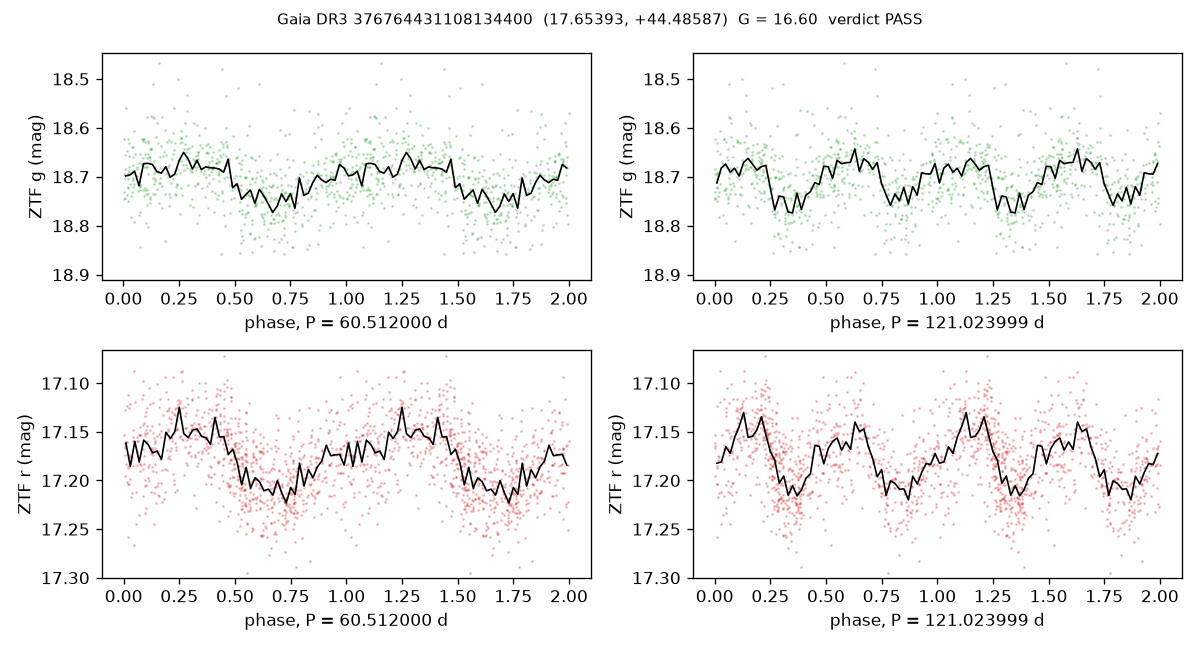 Gaia DR3 376764431108134400 (17.65393, +44.48587) G = 16.60 verdict PASS
ZTF g (mag)
18.5
18.6
18.7
18.8
18.9
0.00 0.25 0.50 0.75 1.00 1.25 1.50 1.75 2.00
phase, P = 60.512000 d
ZTF g (mag)
18.5
18.6
18.7
18.8
18.9
0.00 0.25 0.50 0.75 1.00 1.25 1.50 1.75 2.00
phase, P = 121.023999 d
ZTF r (mag)
17.10
17.15
17.20
17.25
17.30
0.00 0.25 0.50 0.75 1.00 1.25 1.50 1.75 2.00
phase, P = 60.512000 d
ZTF r (mag)
17.10
17.15
17.20
17.25
17.30
0.00 0.25 0.50 0.75 1.00 1.25 1.50 1.75 2.00
phase, P = 121.023999 d